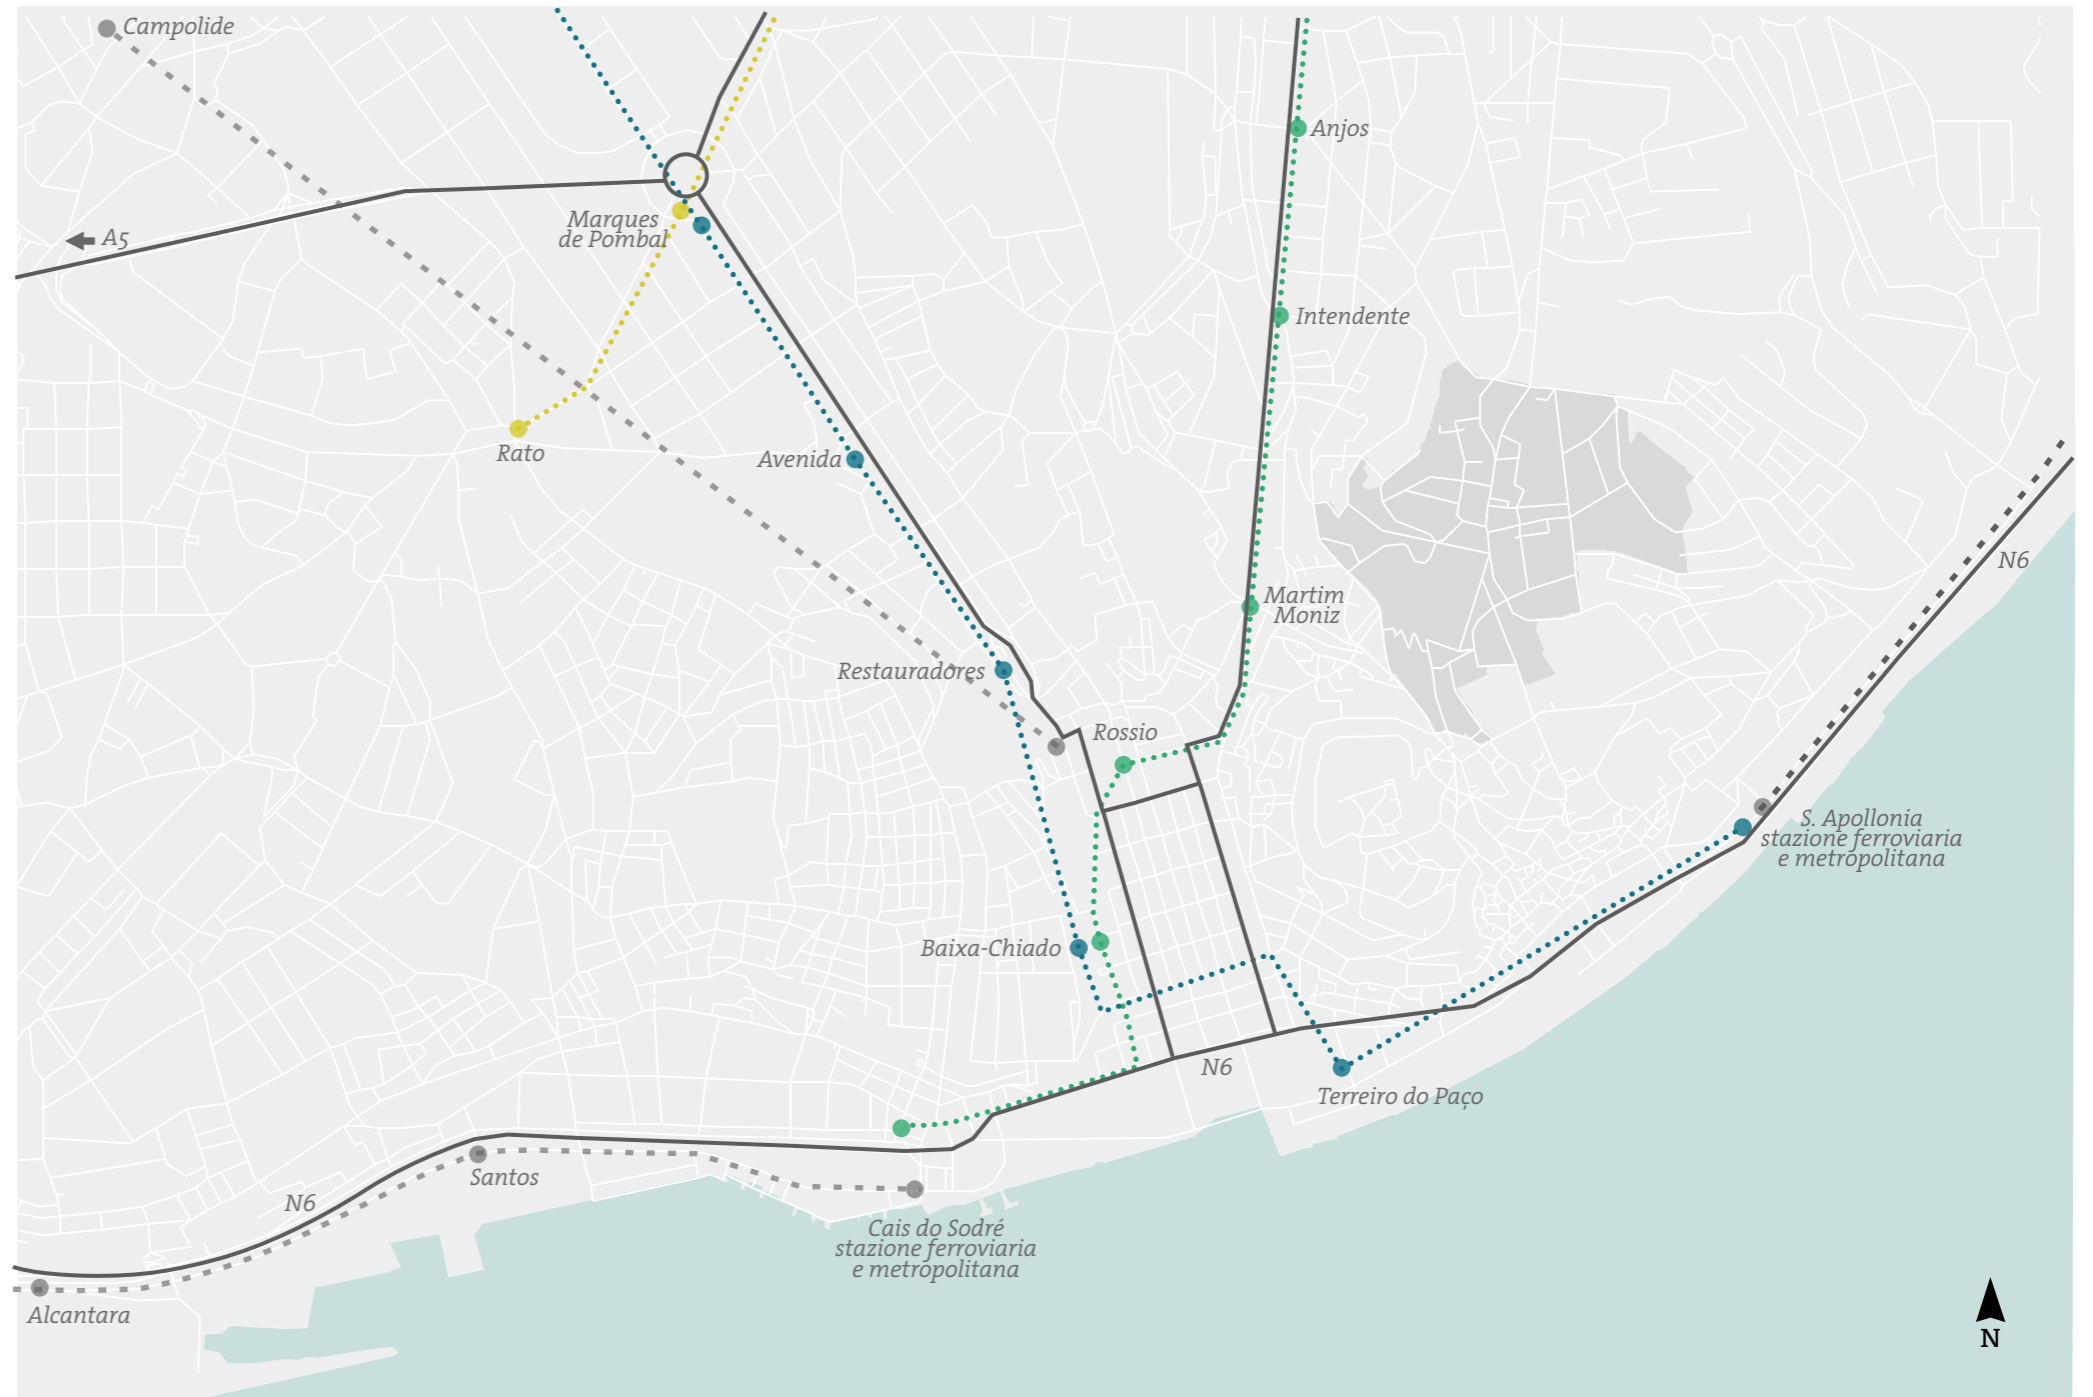 Campolide
Anjos
Marques
de Pombal
A5
Intendente
Rato
Avenida
N6
Martim
Moniz
Restauradores
Rossio
S. Apollonia
stazione ferroviaria
e metropolitana
Baixa-Chiado
N6
Terreiro do Paço
Santos
N6
Cais do Sodré
stazione ferroviaria
e metropolitana
Alcantara
N